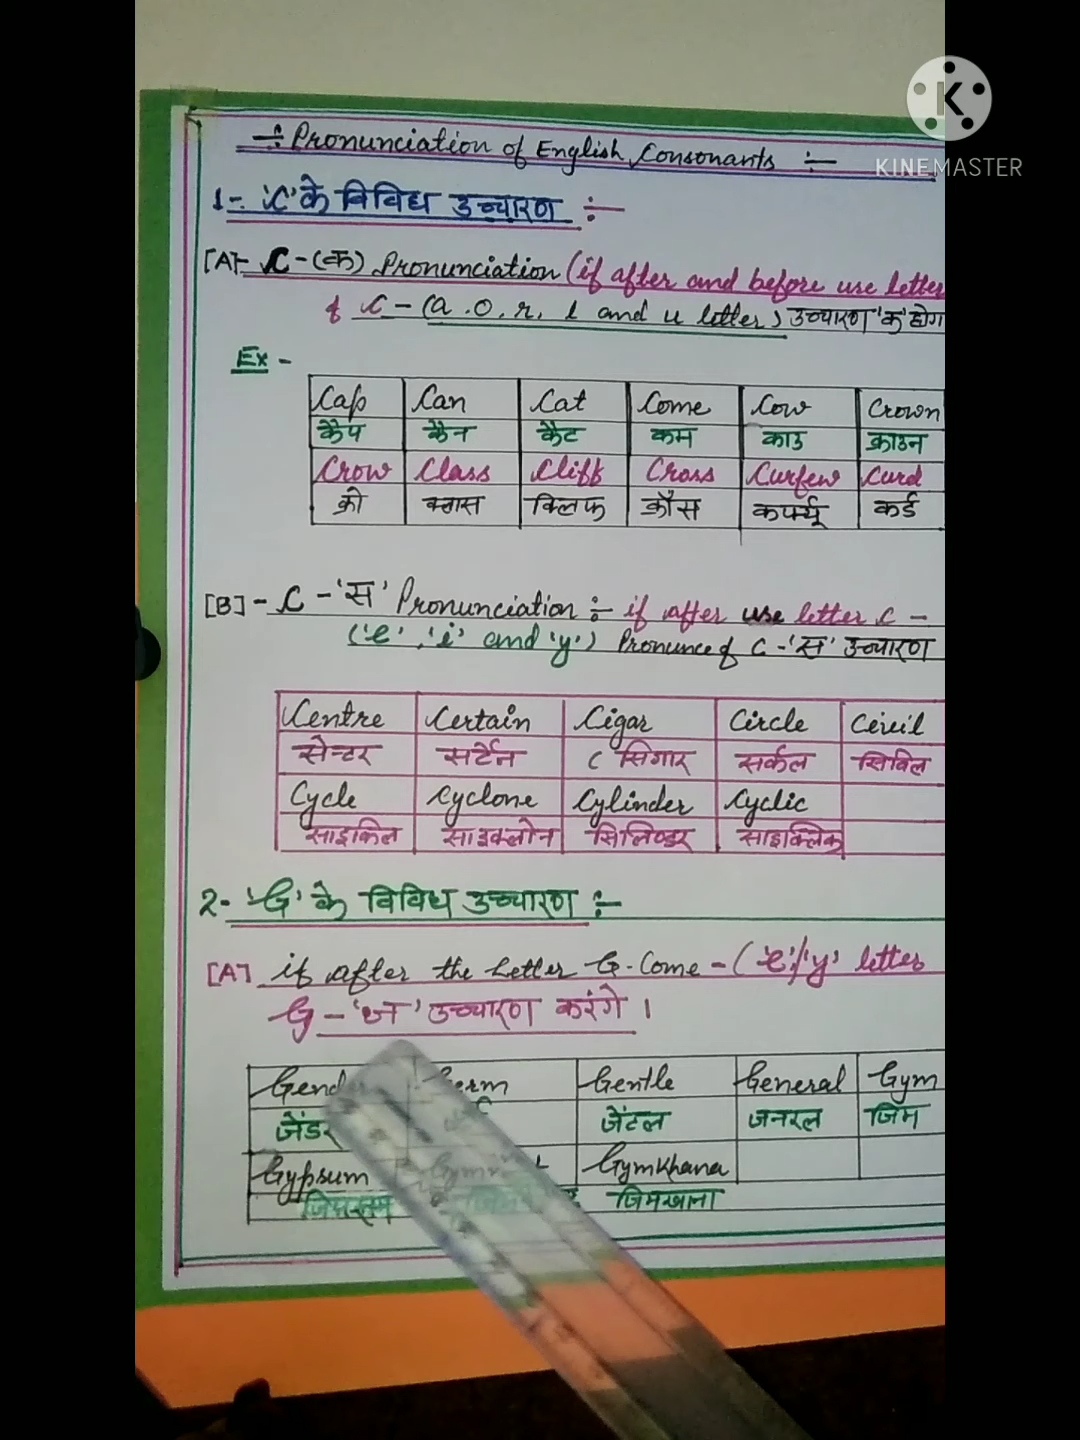 KINEMASTER
÷ Pronunciation of English Consonants ÷
1- 'C' के विविध उच्चारण ÷
[A]- C-(क) Pronunciation (if after and before use letter
of C - (a, o, r, l and u letter) उच्चारण 'क' होग
Ex -
Cap Can Cat Come Cow Crown
कैप कैन कैट कम काउ क्राउन
Crow Class Cliff Cross Curfew Curd
क्रो क्लास क्लिफ क्रॉस कर्फ्यू कर्ड
[B] - C - 'स' Pronunciation ÷ if after use letter C -
('e', 'i' and 'y') Pronunce of C - 'स' उच्चारण
Centre Certain Cigar Circle Civil
सेन्टर सर्टेन सिगार सर्कल सिविल
Cycle Cyclone Cylinder Cyclic
साइकिल साइक्लोन सिलिण्डर साइक्लिक
2- 'G' के विविध उच्चारण ÷
[A] if after the Letter G. Come - ('e'/'y' letter
G - 'ज' उच्चारण करंगे ।
Gentle General Gym
जेंडर जेंटल जनरल जिम
Gypsum Gymkhana
जिप्सम जिमखाना